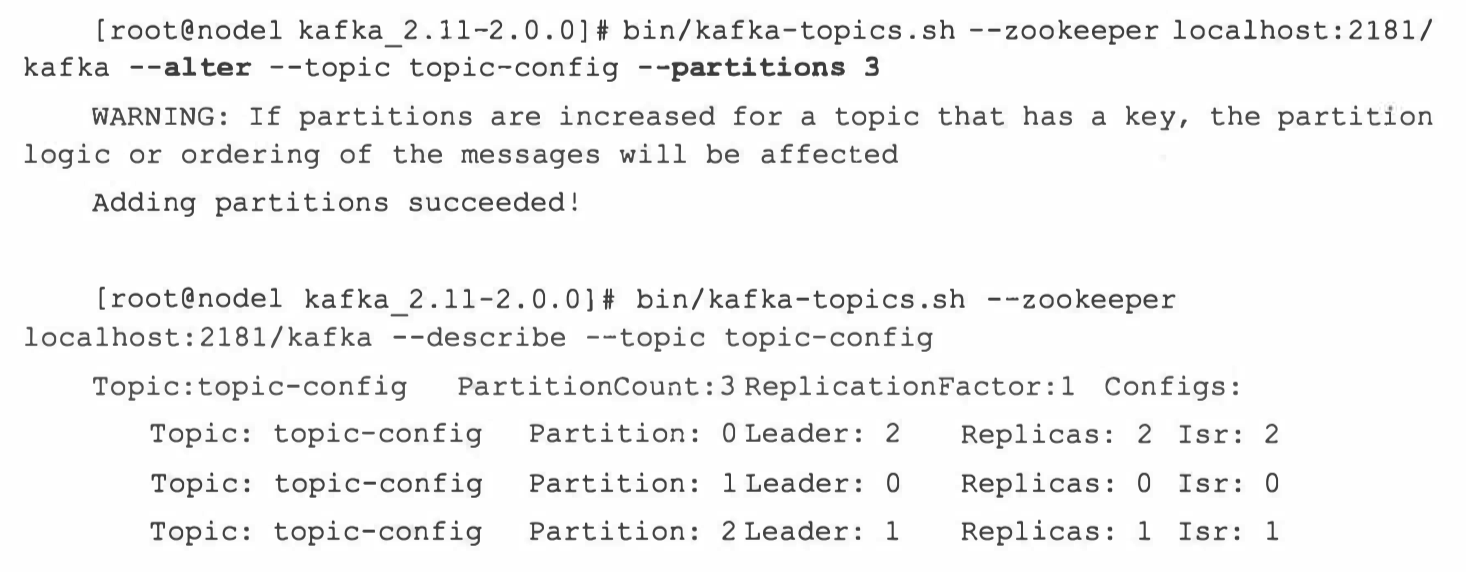 [root@node1 kafka_2.11-2.0.0]# bin/kafka-topics.sh --zookeeper localhost:2181/
kafka --alter --topic topic-config --partitions 3
WARNING: If partitions are increased for a topic that has a key, the partition
logic or ordering of the messages will be affected
Adding partitions succeeded!
[root@node1 kafka_2.11-2.0.0]# bin/kafka-topics.sh --zookeeper
localhost:2181/kafka --describe --topic topic-config
Topic:topic-config PartitionCount:3 ReplicationFactor:1 Configs:
Topic: topic-config Partition: 0 Leader: 2 Replicas: 2 Isr: 2
Topic: topic-config Partition: 1 Leader: 0 Replicas: 0 Isr: 0
Topic: topic-config Partition: 2 Leader: 1 Replicas: 1 Isr: 1